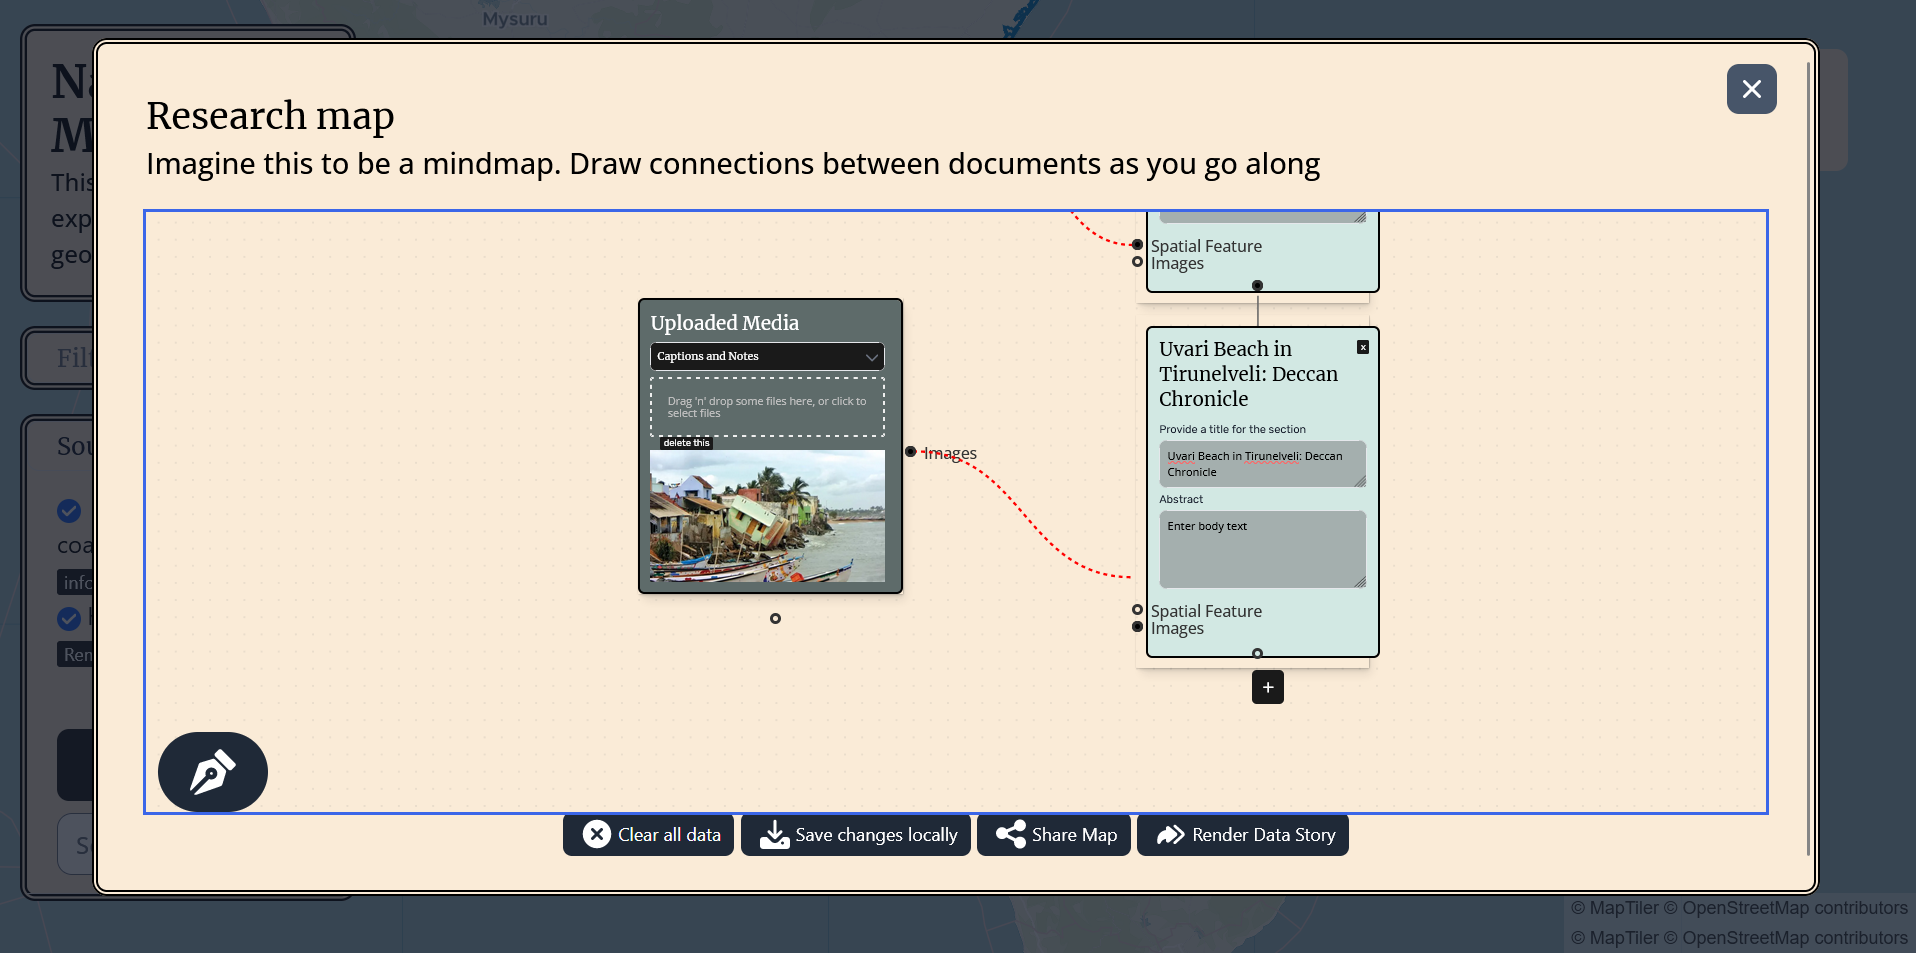 Mysuru
Na
M
This
exp
geo
Filt
Sou
coa
info
Ren
Research map
Imagine this to be a mindmap. Draw connections between documents as you go along
Spatial Feature
Images
Uploaded Media
Captions and Notes
Drag 'n' drop some files here, or click to
select files
delete this
Images
Uvari Beach in
Tirunelveli: Deccan
Chronicle
x
Provide a title for the section
Uvari Beach in Tirunelveli: Deccan
Chronicle
Abstract
Enter body text
Spatial Feature
Images
+
Clear all data
Save changes locally
Share Map
Render Data Story
© MapTiler © OpenStreetMap contributors
© MapTiler © OpenStreetMap contributors